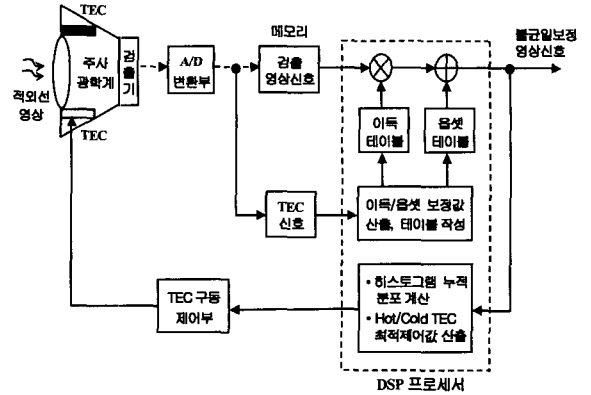 TEC
적외선
영상
주사
광학계
검출기
TEC
A/D
변환부
메모리
검출
영상신호
이득
테이블
옵셋
테이블
불균일보정
영상신호
TEC
신호
이득/옵셋 보정값
산출, 테이블 작성
TEC 구동
제어부
• 히스토그램 누적
분포 계산
• Hot/Cold TEC
최적제어값 산출
DSP 프로세서